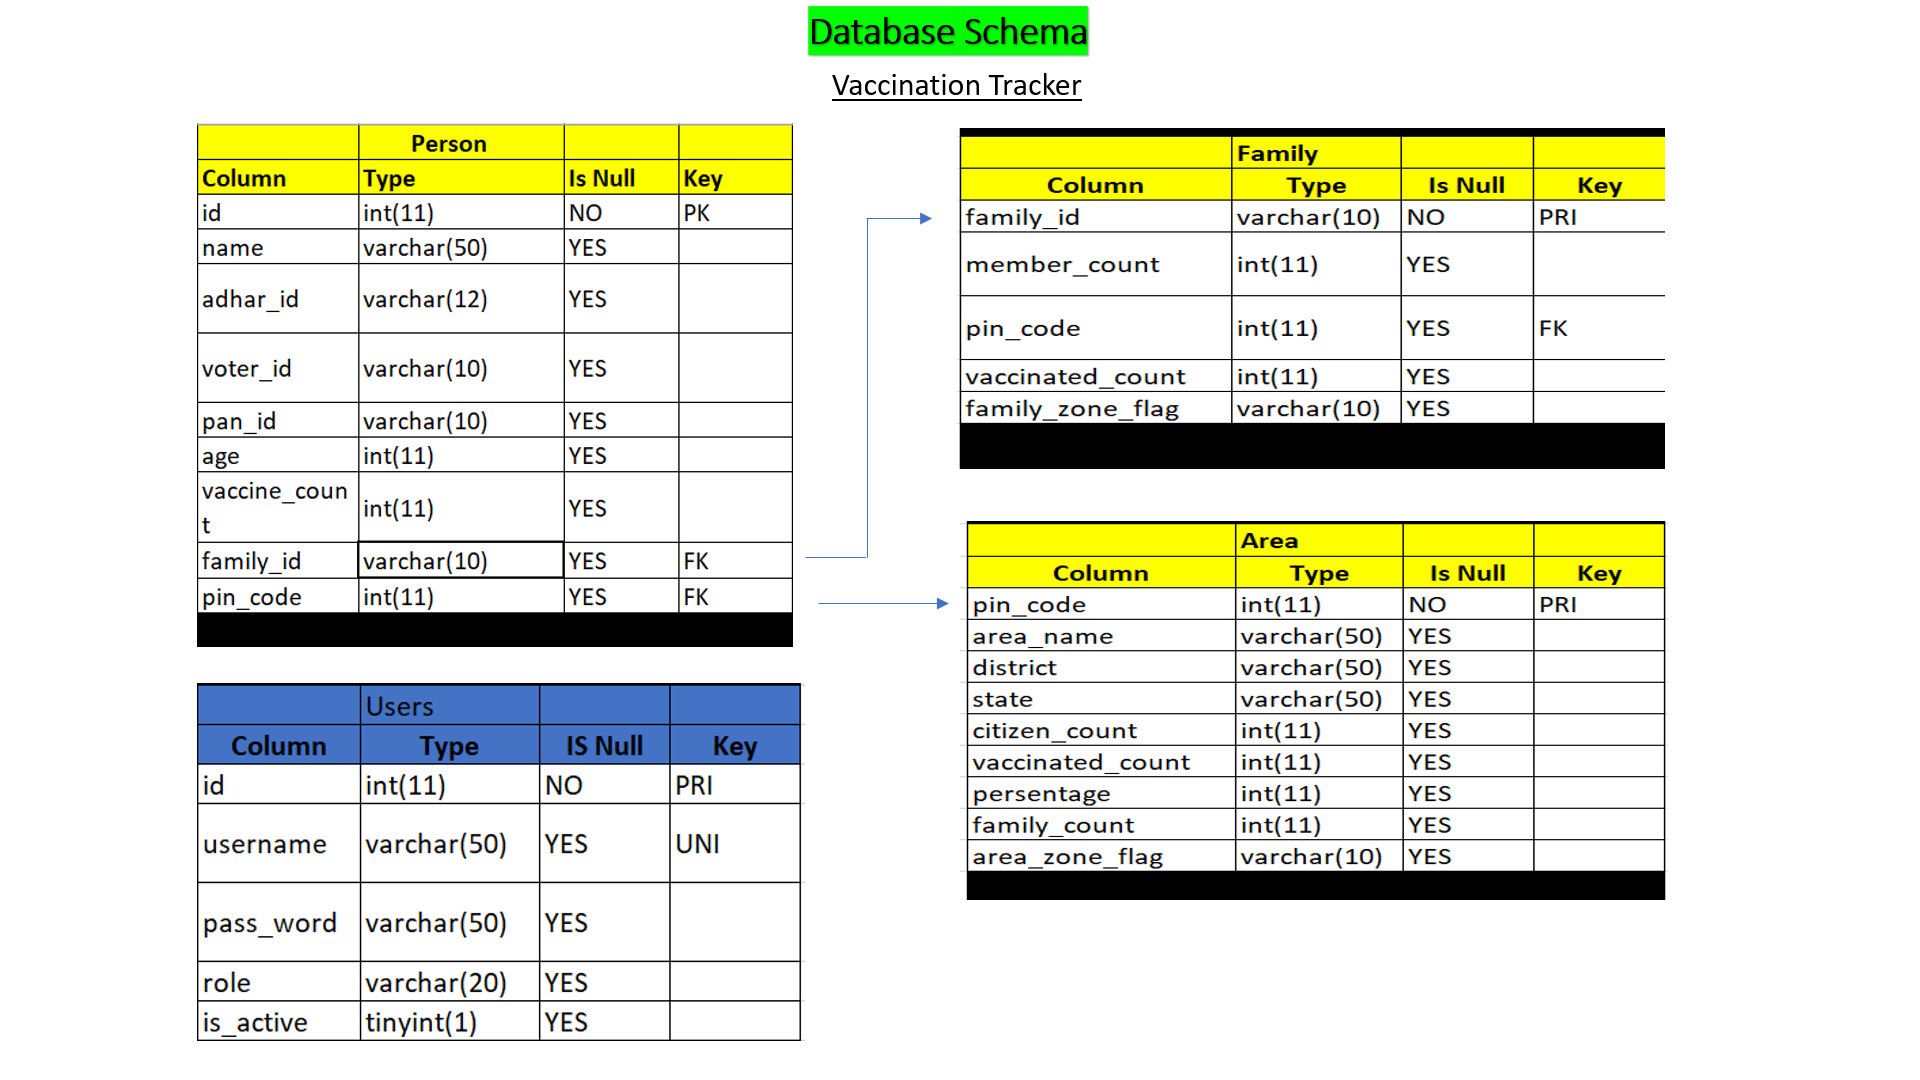 Database Schema
Vaccination Tracker
Person
Column Type Is Null Key
id int(11) NO PK
name varchar(50) YES
adhar_id varchar(12) YES
voter_id varchar(10) YES
pan_id varchar(10) YES
age int(11) YES
vaccine_coun
t int(11) YES
family_id varchar(10) YES FK
pin_code int(11) YES FK
Family
Column Type Is Null Key
family_id varchar(10) NO PRI
member_count int(11) YES
pin_code int(11) YES FK
vaccinated_count int(11) YES
family_zone_flag varchar(10) YES
Users
Column Type IS Null Key
id int(11) NO PRI
username varchar(50) YES UNI
pass_word varchar(50) YES
role varchar(20) YES
is_active tinyint(1) YES
Area
Column Type Is Null Key
pin_code int(11) NO PRI
area_name varchar(50) YES
district varchar(50) YES
state varchar(50) YES
citizen_count int(11) YES
vaccinated_count int(11) YES
persentage int(11) YES
family_count int(11) YES
area_zone_flag varchar(10) YES